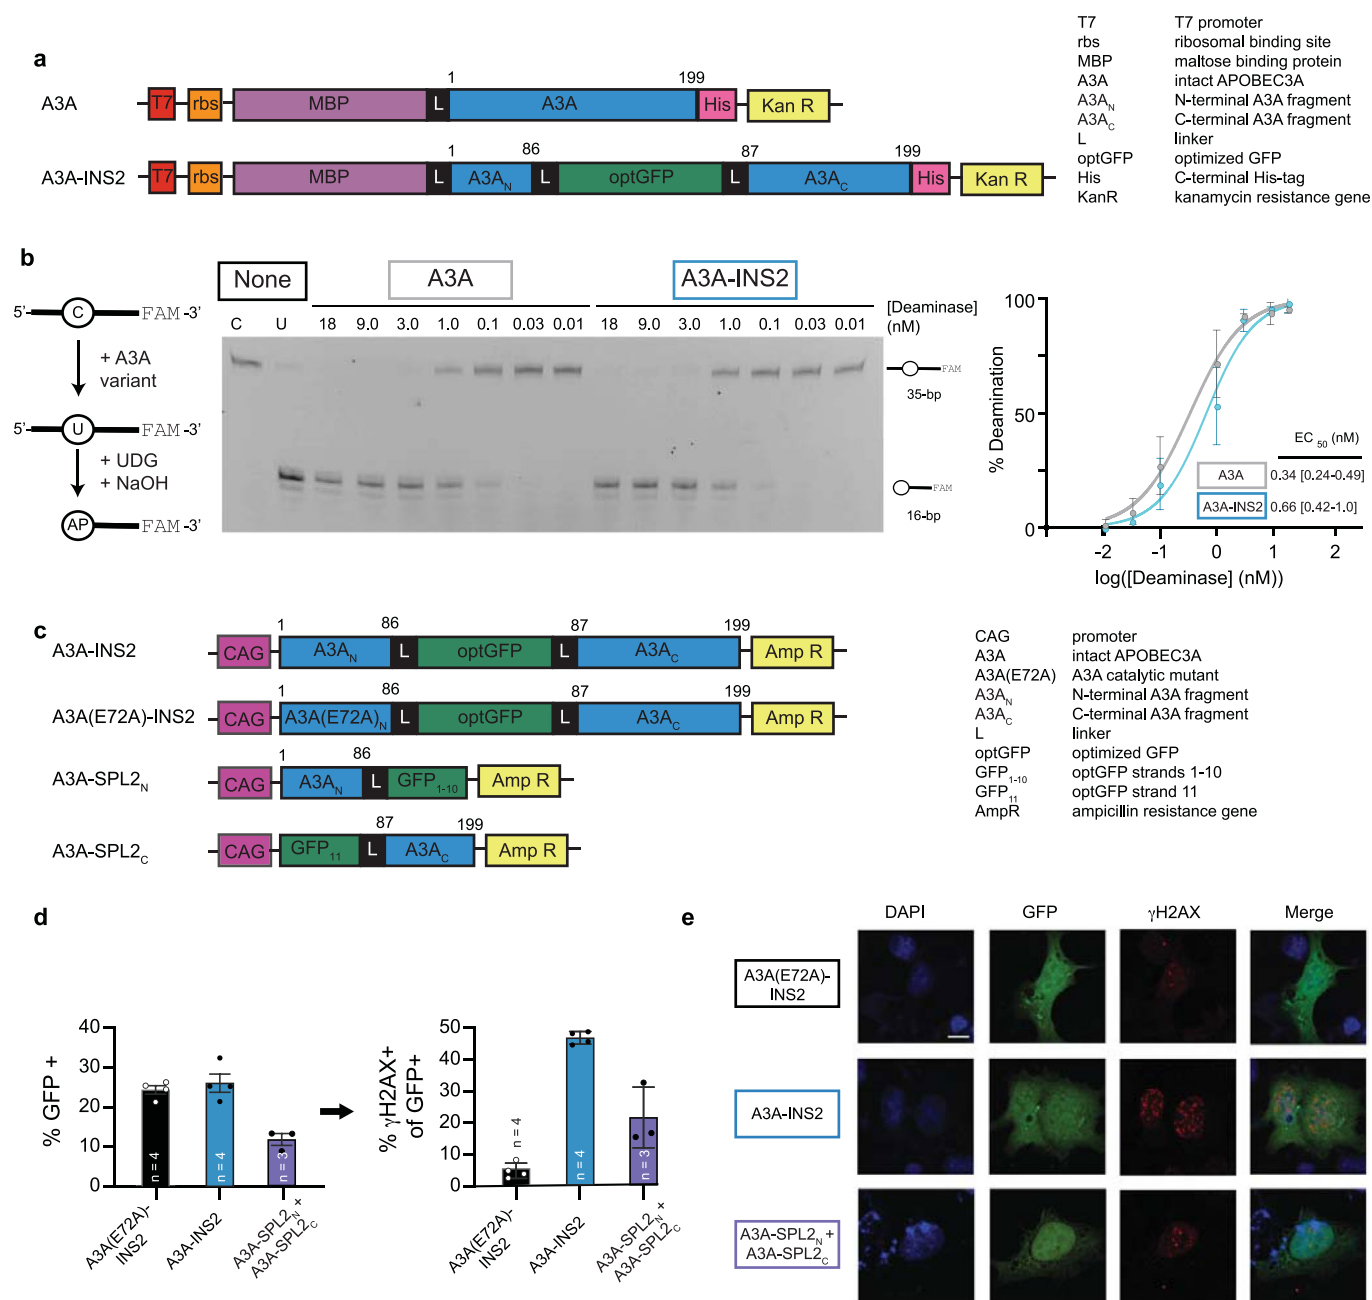 a
1 199
A3A T7 rbs MBP L A3A His Kan R
1 86 87 199
A3A-INS2 T7 rbs MBP L A3AN L optGFP L A3AC His Kan R
T7 T7 promoter
rbs ribosomal binding site
MBP maltose binding protein
A3A intact APOBEC3A
A3AN N-terminal A3A fragment
A3AC C-terminal A3A fragment
L linker
optGFP optimized GFP
His C-terminal His-tag
KanR kanamycin resistance gene
b
5'- C FAM -3'
+ A3A
variant
5'- U FAM -3'
+ UDG
+ NaOH
AP FAM -3'
None A3A A3A-INS2
C U 18 9.0 3.0 1.0 0.1 0.03 0.01 18 9.0 3.0 1.0 0.1 0.03 0.01 [Deaminase]
(nM)
FAM
35-bp
FAM
16-bp
% Deamination
100
50
0
-2 -1 0 1 2
log([Deaminase] (nM))
EC 50 (nM)
A3A 0.34 [0.24-0.49]
A3A-INS2 0.66 [0.42-1.0]
c
1 86 87 199
A3A-INS2 CAG A3AN L optGFP L A3AC Amp R
1 86 87 199
A3A(E72A)-INS2 CAG A3A(E72A)N L optGFP L A3AC Amp R
1 86
A3A-SPL2N CAG A3AN L GFP1-10 Amp R
87 199
A3A-SPL2C CAG GFP11 L A3AC Amp R
CAG promoter
A3A intact APOBEC3A
A3A(E72A) A3A catalytic mutant
A3AN N-terminal A3A fragment
A3AC C-terminal A3A fragment
L linker
optGFP optimized GFP
GFP1-10 optGFP strands 1-10
GFP11 optGFP strand 11
AmpR ampicillin resistance gene
d
% GFP +
40
30
20
10
0
n = 4
n = 4
n = 3
A3A(E72A)-
INS2
A3A-INS2
A3A-SPL2N +
A3A-SPL2C
% γH2AX+
of GFP+
50
40
30
20
10
0
n = 4
n = 4
n = 3
A3A(E72A)-
INS2
A3A-INS2
A3A-SPL2N +
A3A-SPL2C
e
DAPI GFP γH2AX Merge
A3A(E72A)-
INS2
A3A-INS2
A3A-SPL2N +
A3A-SPL2C